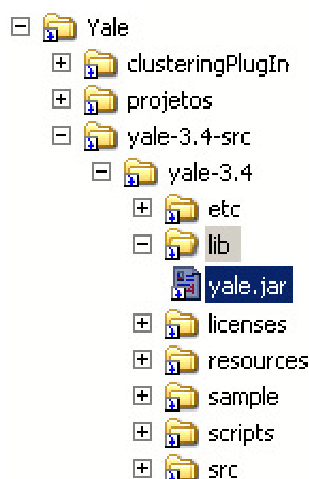 Yale
clusteringPlugIn
projetos
yale-3.4-src
yale-3.4
etc
lib
yale.jar
licenses
resources
sample
scripts
src